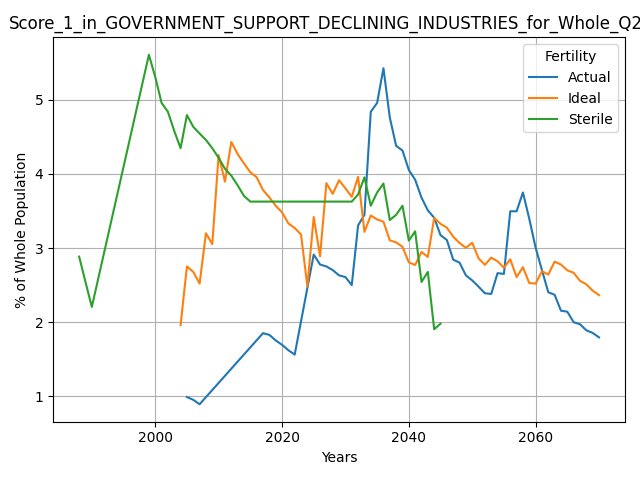 Score_1_in_GOVERNMENT_SUPPORT_DECLINING_INDUSTRIES_for_Whole_Q2
Fertility
Actual
Ideal
Sterile
% of Whole Population
5
4
3
2
1
2000 2020 2040 2060
Years